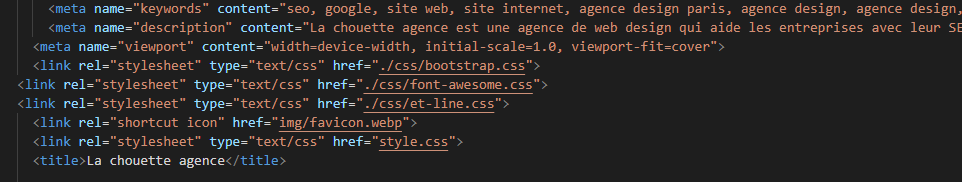 <meta name="keywords" content="seo, google, site web, site internet, agence design paris, agence design, agence design,
<meta name="description" content="La chouette agence est une agence de web design qui aide les entreprises avec leur SE
<meta name="viewport" content="width=device-width, initial-scale=1.0, viewport-fit=cover">
<link rel="stylesheet" type="text/css" href="./css/bootstrap.css">
<link rel="stylesheet" type="text/css" href="./css/font-awesome.css">
<link rel="stylesheet" type="text/css" href="./css/et-line.css">
<link rel="shortcut icon" href="img/favicon.webp">
<link rel="stylesheet" type="text/css" href="style.css">
<title>La chouette agence</title>